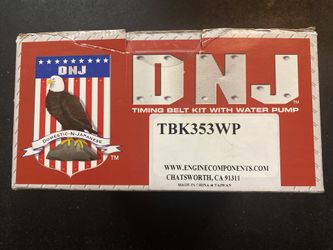 DNJ
DOMESTIC-N-JAPANESE
TM
DNJ
TM
TIMING BELT KIT WITH WATER PUMP
TBK353WP
WWW.ENGINECOMPONENTS.COM
CHATSWORTH, CA 91311
MADE IN CHINA & TAIWAN